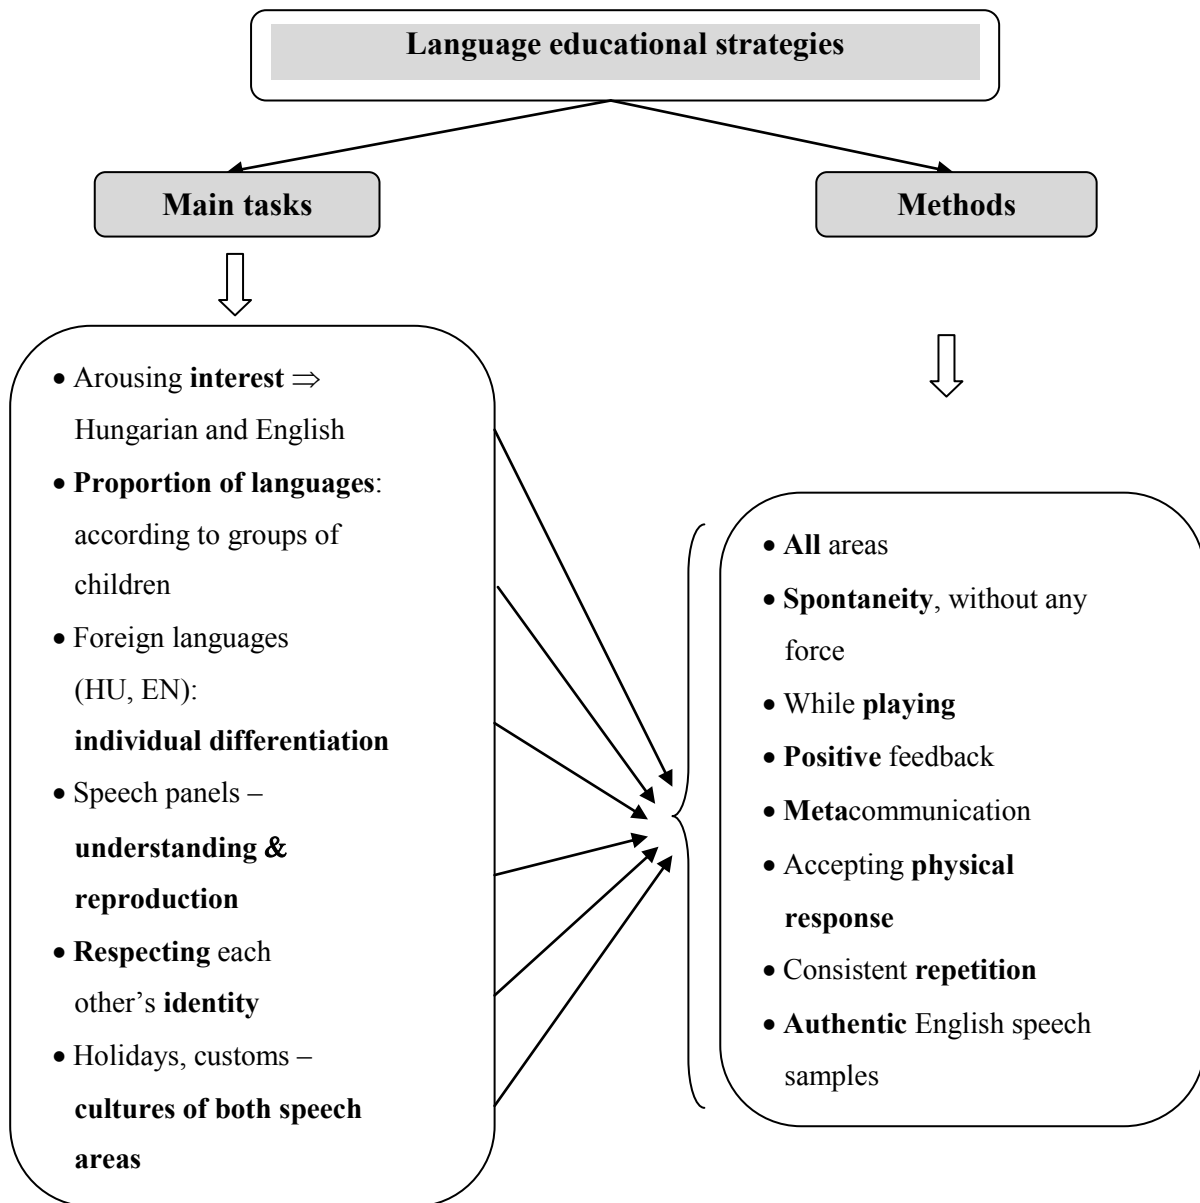 Language educational strategies
Main tasks
Methods
• Arousing interest ⇒
Hungarian and English
• Proportion of languages:
according to groups of
children
• Foreign languages
(HU, EN):
individual differentiation
• Speech panels –
understanding &
reproduction
• Respecting each
other’s identity
• Holidays, customs –
cultures of both speech
areas
• All areas
• Spontaneity, without any
force
• While playing
• Positive feedback
• Metacommunication
• Accepting physical
response
• Consistent repetition
• Authentic English speech
samples